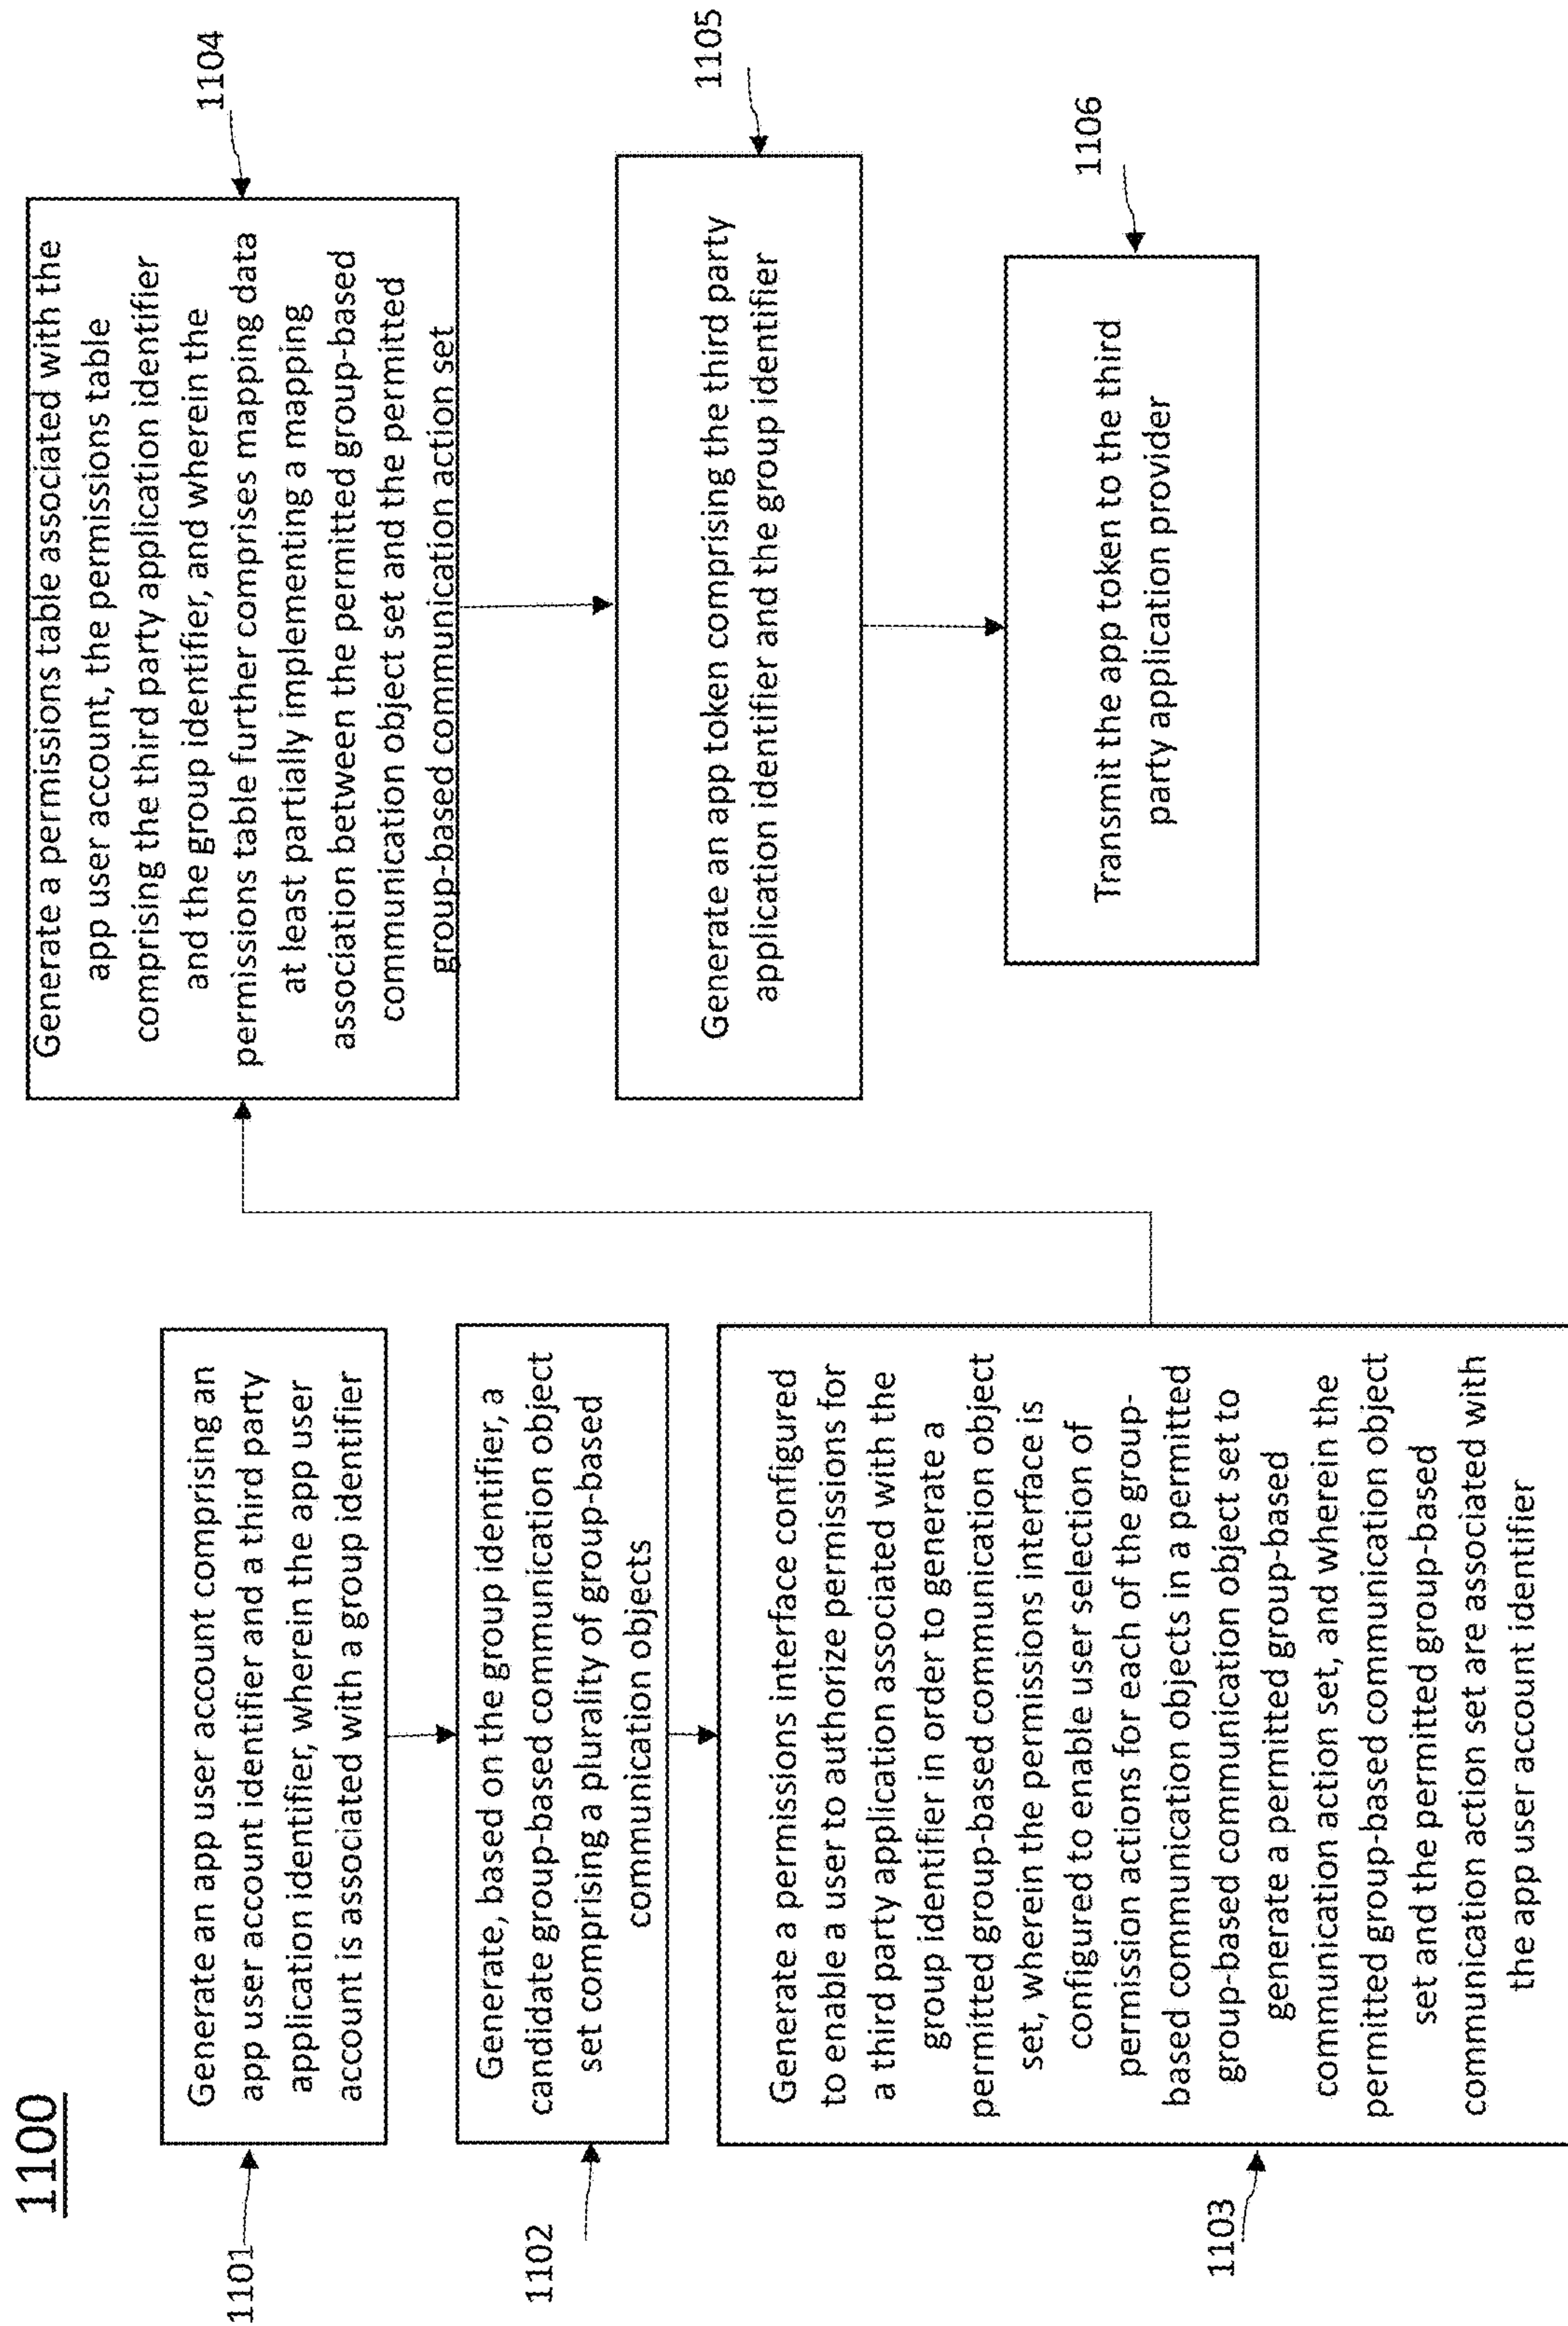 1100
1101
Generate an app user account comprising an
app user account identifier and a third party
application identifier, wherein the app user
account is associated with a group identifier
1102
Generate, based on the group identifier, a
candidate group-based communication object
set comprising a plurality of group-based
communication objects
1103
Generate a permissions interface configured
to enable a user to authorize permissions for
a third party application associated with the
group identifier in order to generate a
permitted group-based communication object
set, wherein the permissions interface is
configured to enable user selection of
permission actions for each of the group-
based communication objects in a permitted
group-based communication object set to
generate a permitted group-based
communication action set, and wherein the
permitted group-based communication object
set and the permitted group-based
communication action set are associated with
the app user account identifier
1104
Generate a permissions table associated with the
app user account, the permissions table
comprising the third party application identifier
and the group identifier, and wherein the
permissions table further comprises mapping data
at least partially implementing a mapping
association between the permitted group-based
communication object set and the permitted
group-based communication action set
1105
Generate an app token comprising the third party
application identifier and the group identifier
1106
Transmit the app token to the third
party application provider